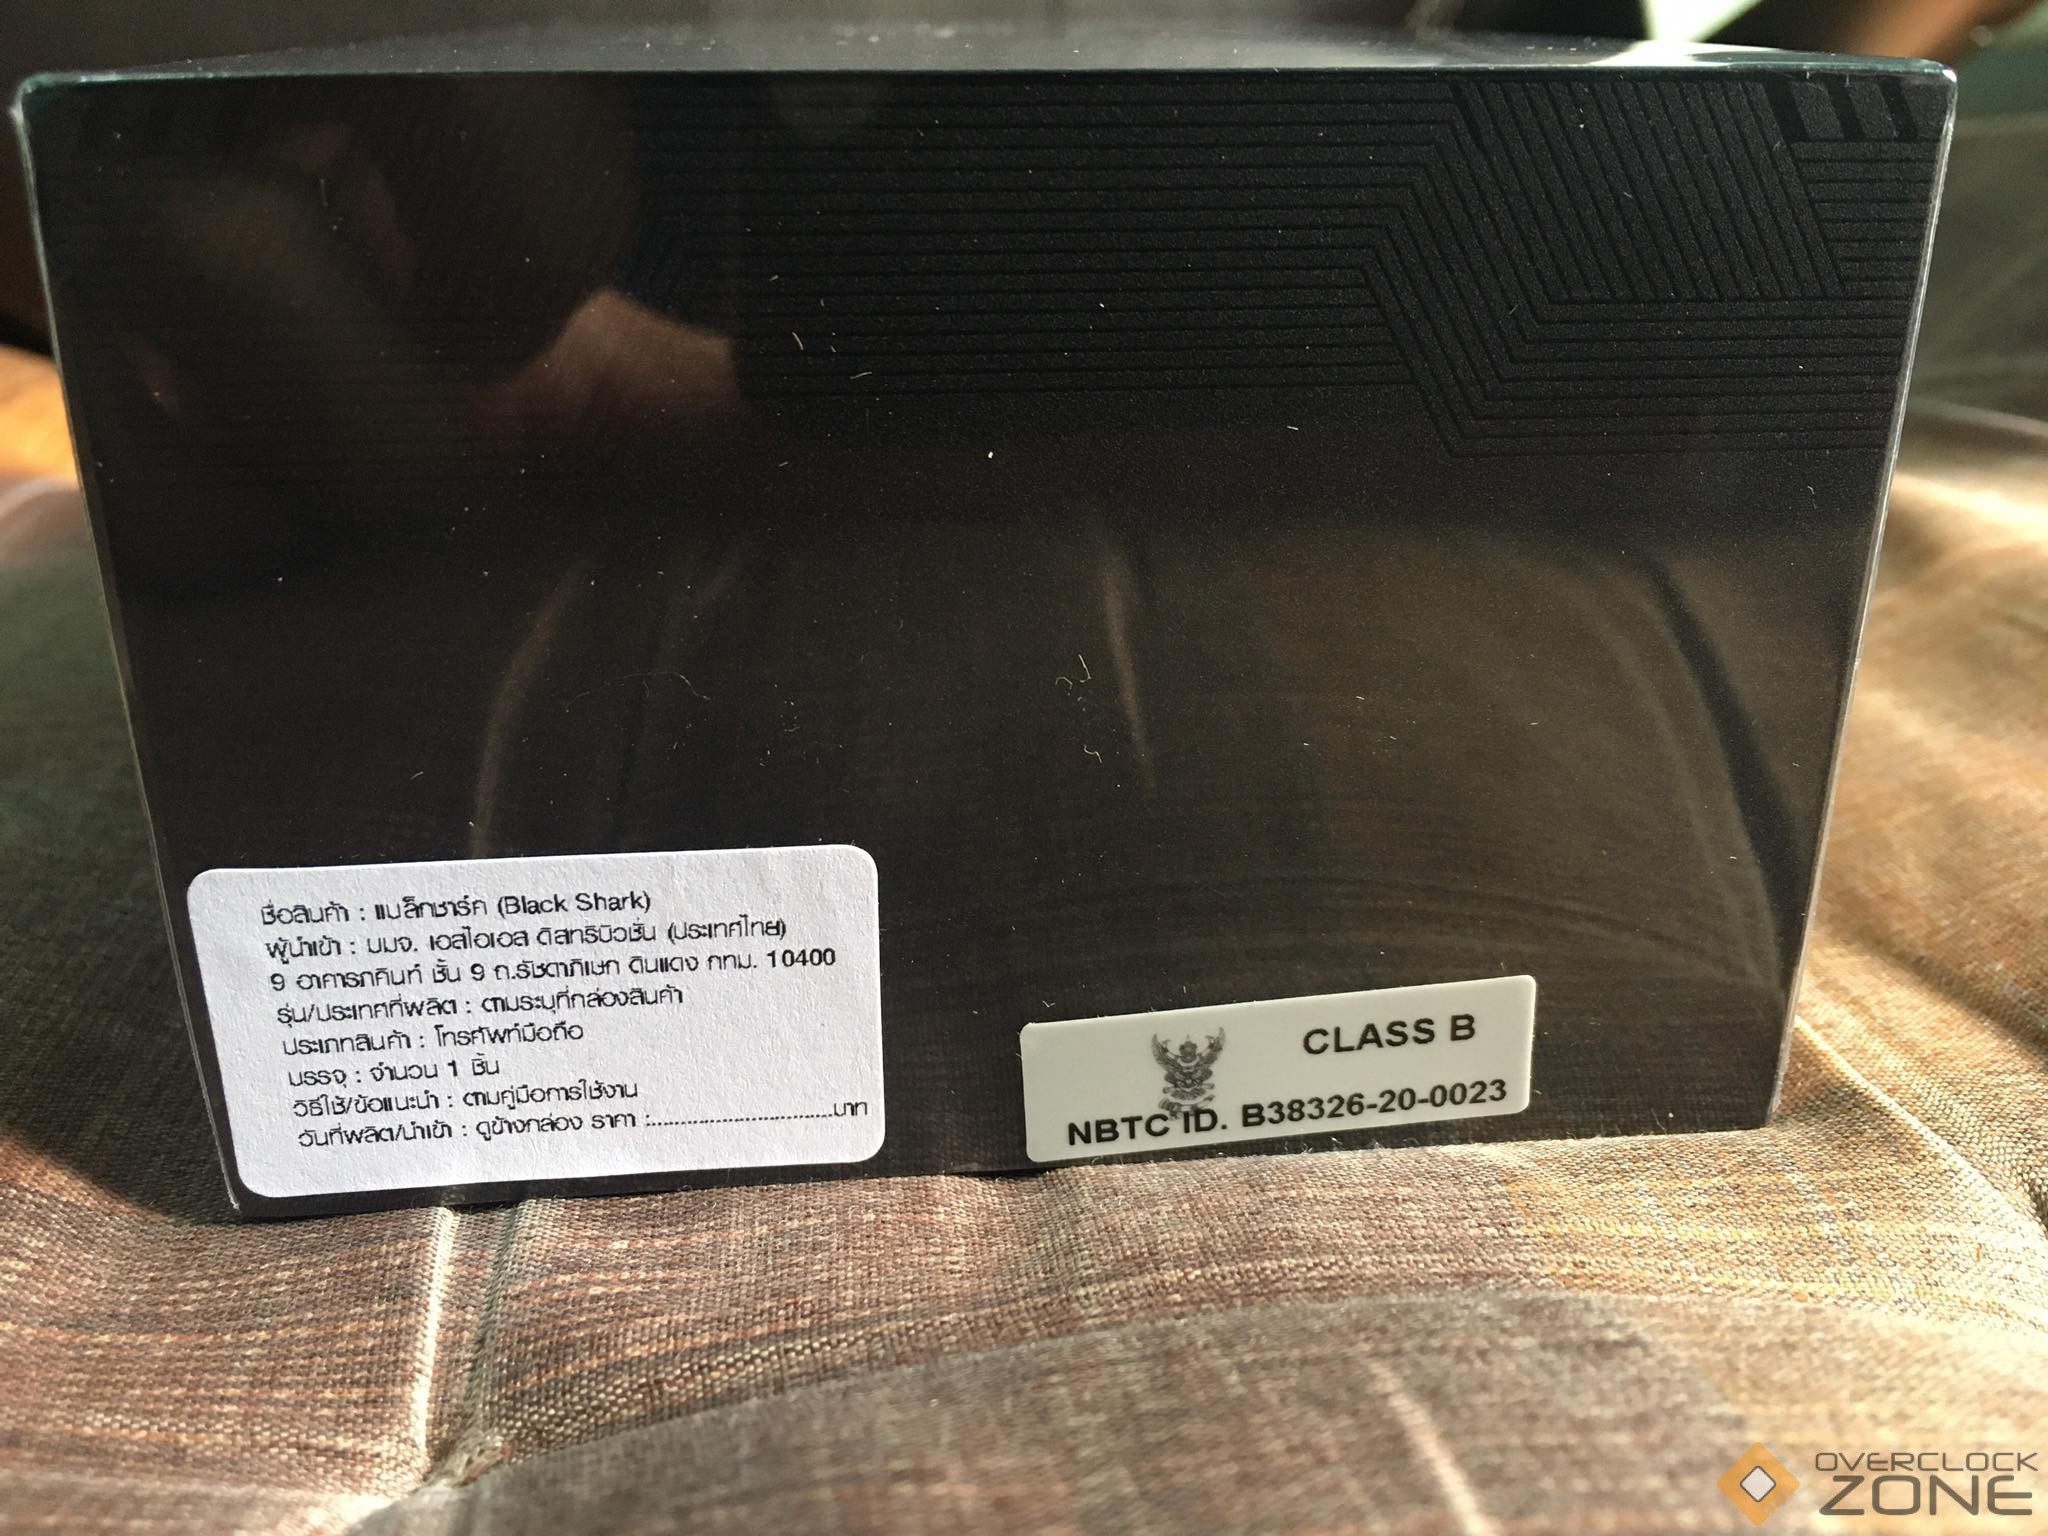 ชื่อสินค้า : แบล็กชาร์ค (Black Shark)
ผู้นำเข้า : บมจ. เอสไอเอส ดิสทริบิวชั่น (ประเทศไทย)
9 อาคารภคินท์ ชั้น 9 ถ.รัชดาภิเษก ดินแดง กทม. 10400
รุ่น/ประเทศที่ผลิต : ตามระบุที่กล่องสินค้า
ประเภทสินค้า : โทรศัพท์มือถือ
บรรจุ : จำนวน 1 ชิ้น
วิธีใช้/ข้อแนะนำ : ตามคู่มือการใช้งาน
วันที่ผลิต/นำเข้า : ดูข้างกล่อง ราคา :.................................บาท
CLASS B
NBTC ID. B38326-20-0023
OVERCLOCK
ZONE